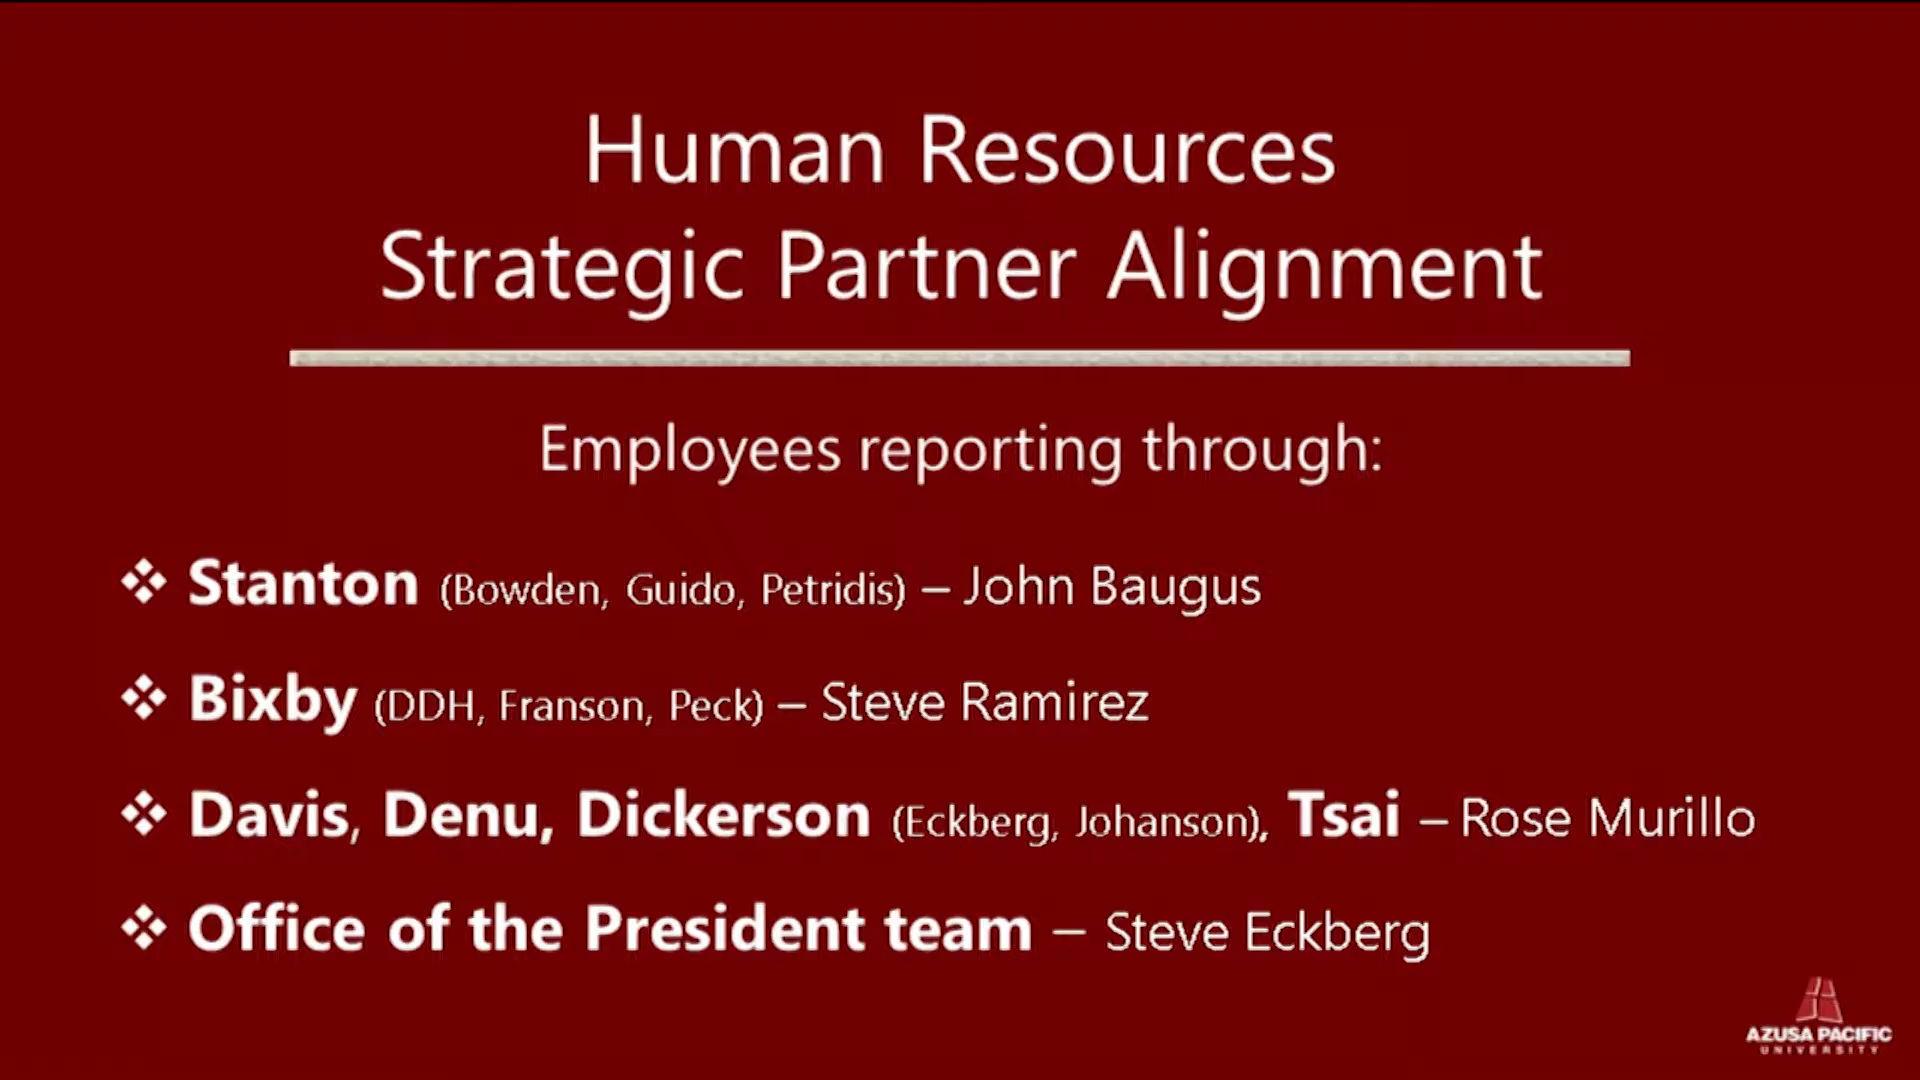 Human Resources
Strategic Partner Alignment
Employees reporting through:
❖ Stanton (Bowden, Guido, Petridis) – John Baugus
❖ Bixby (DDH, Franson, Peck) – Steve Ramirez
❖ Davis, Denu, Dickerson (Eckberg, Johanson), Tsai – Rose Murillo
❖ Office of the President team – Steve Eckberg
AZUSA PACIFIC
UNIVERSITY